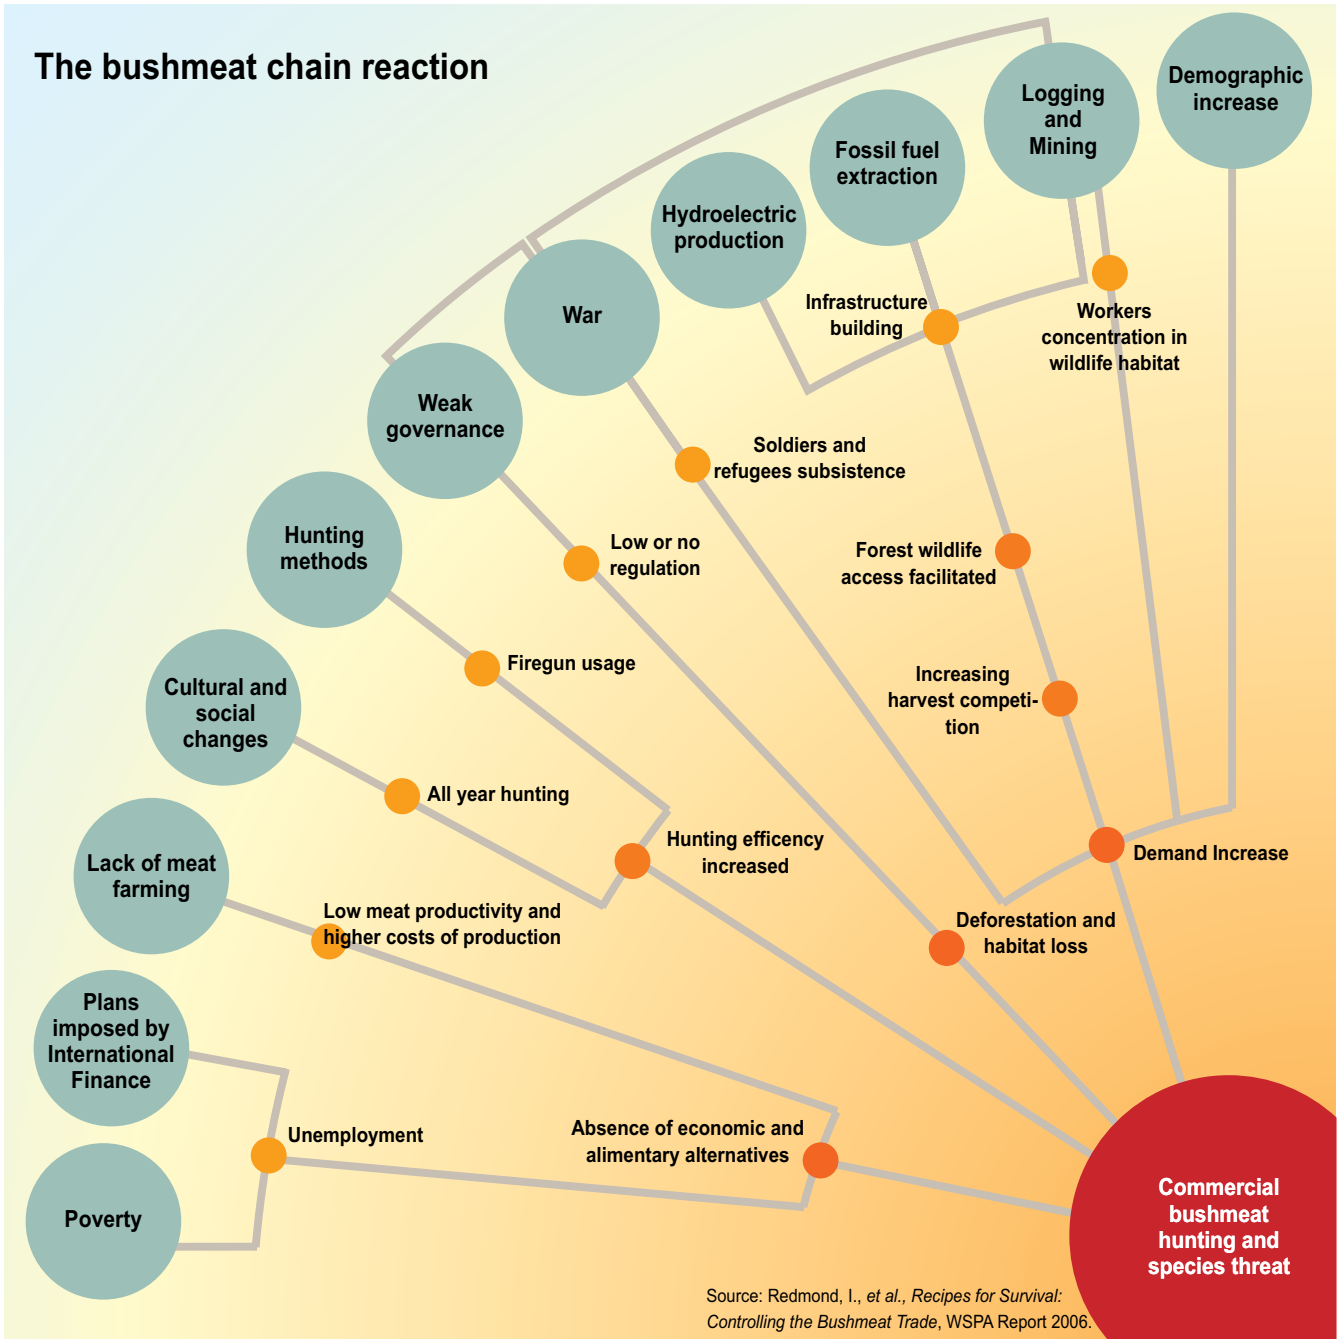 The bushmeat chain reaction
Demographic
increase
Logging
and
Mining
Fossil fuel
extraction
Hydroelectric
production
War
Weak
governance
Hunting
methods
Cultural and
social
changes
Lack of meat
farming
Plans
imposed by
International
Finance
Poverty
Infrastructure
building
Workers
concentration in
wildlife habitat
Soldiers and
refugees subsistence
Low or no
regulation
Forest wildlife
access facilitated
Firegun usage
Increasing
harvest competi-
tion
All year hunting
Hunting efficency
increased
Demand Increase
Low meat productivity and
higher costs of production
Deforestation and
habitat loss
Unemployment
Absence of economic and
alimentary alternatives
Commercial
bushmeat
hunting and
species threat
Source: Redmond, I., et al., Recipes for Survival:
Controlling the Bushmeat Trade, WSPA Report 2006.